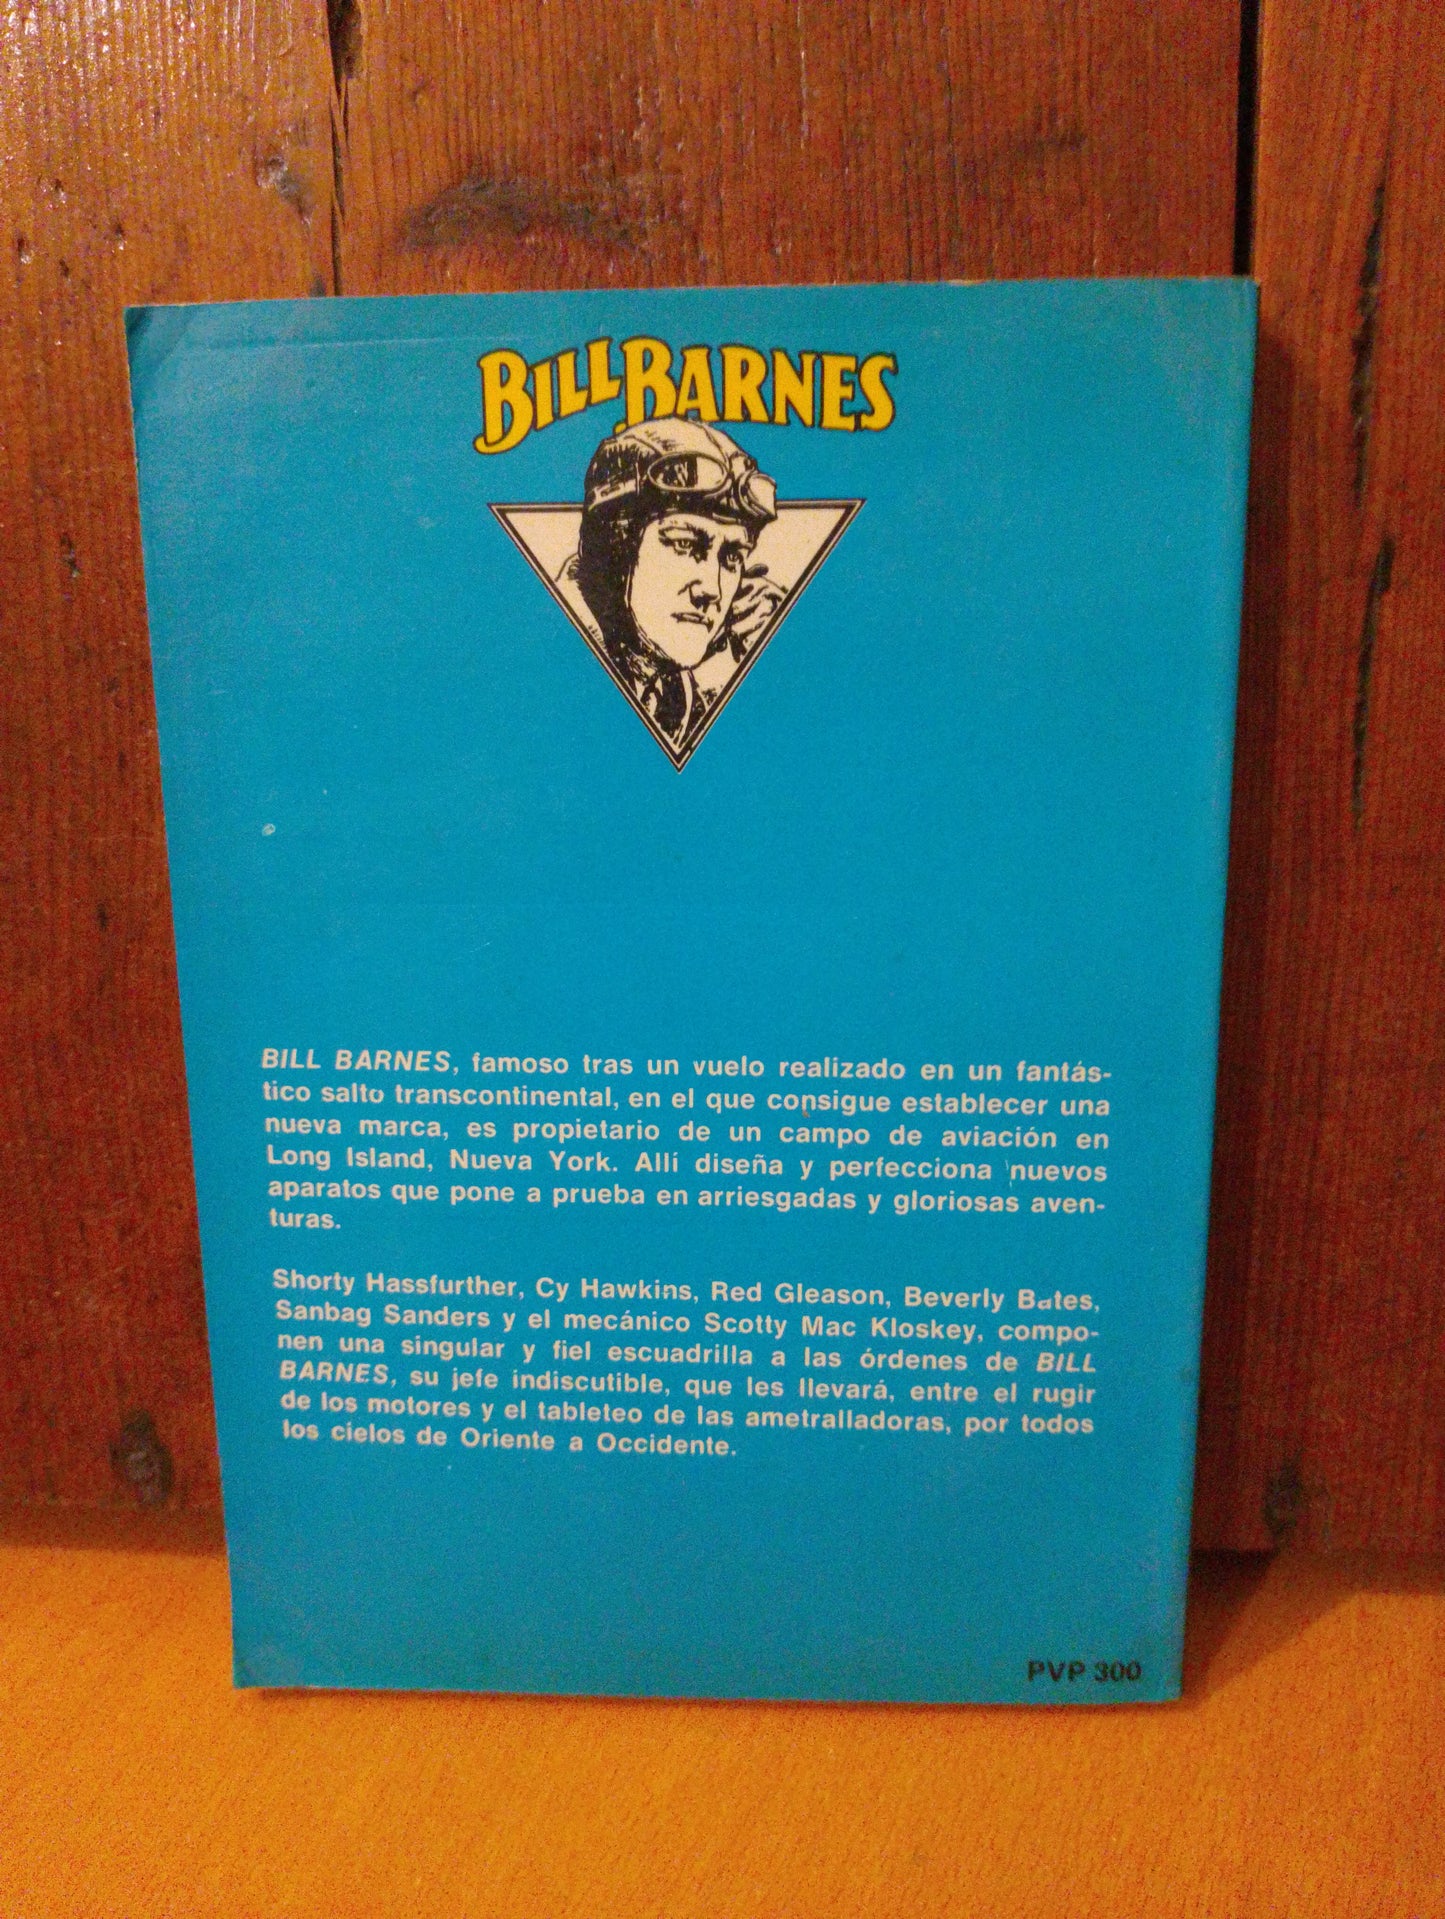 BILL BARNES
BILL BARNES, famoso tras un vuelo realizado en un fantás-
tico salto transcontinental, en el que consigue establecer una
nueva marca, es propietario de un campo de aviación en
Long Island, Nueva York. Allí diseña y perfecciona nuevos
aparatos que pone a prueba en arriesgadas y gloriosas aven-
turas.
Shorty Hassfurther, Cy Hawkins, Red Gleason, Beverly Bates,
Sanbag Sanders y el mecánico Scotty Mac Kloskey, compo-
nen una singular y fiel escuadrilla a las órdenes de BILL
BARNES, su jefe indiscutible, que les llevará, entre el rugir
de los motores y el tableteo de las ametralladoras, por todos
los cielos de Oriente a Occidente.
PVP 300